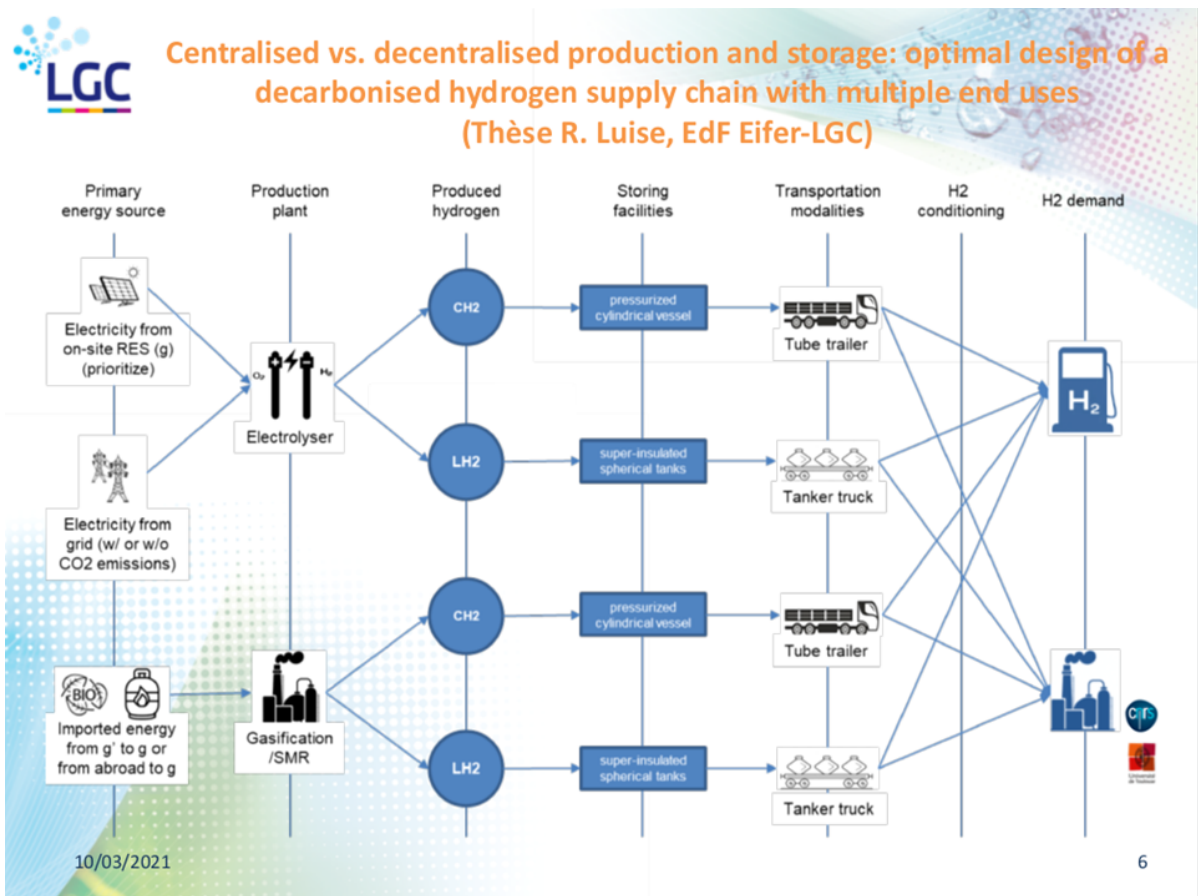 LGC
Centralised vs. decentralised production and storage: optimal design of a
decarbonised hydrogen supply chain with multiple end uses
(Thèse R. Luise, EdF Eifer-LGC)
Primary
energy source
Production
plant
Produced
hydrogen
Storing
facilities
Transportation
modalities
H2
conditioning
H2 demand
Electricity from
on-site RES (g)
(prioritize)
O₂
H₂
Electrolyser
Electricity from
grid (w/ or w/o
CO2 emissions)
BIO
Imported energy
from g' to g or
from abroad to g
Gasification
/SMR
CH2
LH2
CH2
LH2
pressurized
cylindrical vessel
super-insulated
spherical tanks
pressurized
cylindrical vessel
super-insulated
spherical tanks
Tube trailer
Tanker truck
Tube trailer
Tanker truck
H₂
cnrs
Université
de Toulouse
10/03/2021
6